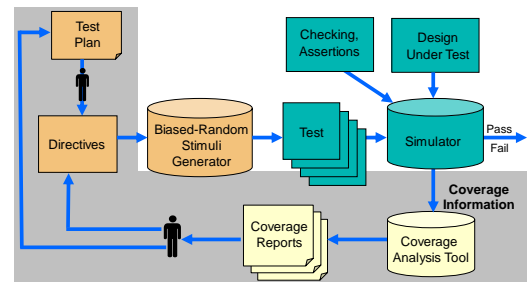 Test
Plan
Checking,
Assertions
Design
Under Test
Directives
Biased-Random
Stimuli
Generator
Test
Simulator
Pass
Fail
Coverage
Information
Coverage
Reports
Coverage
Analysis Tool